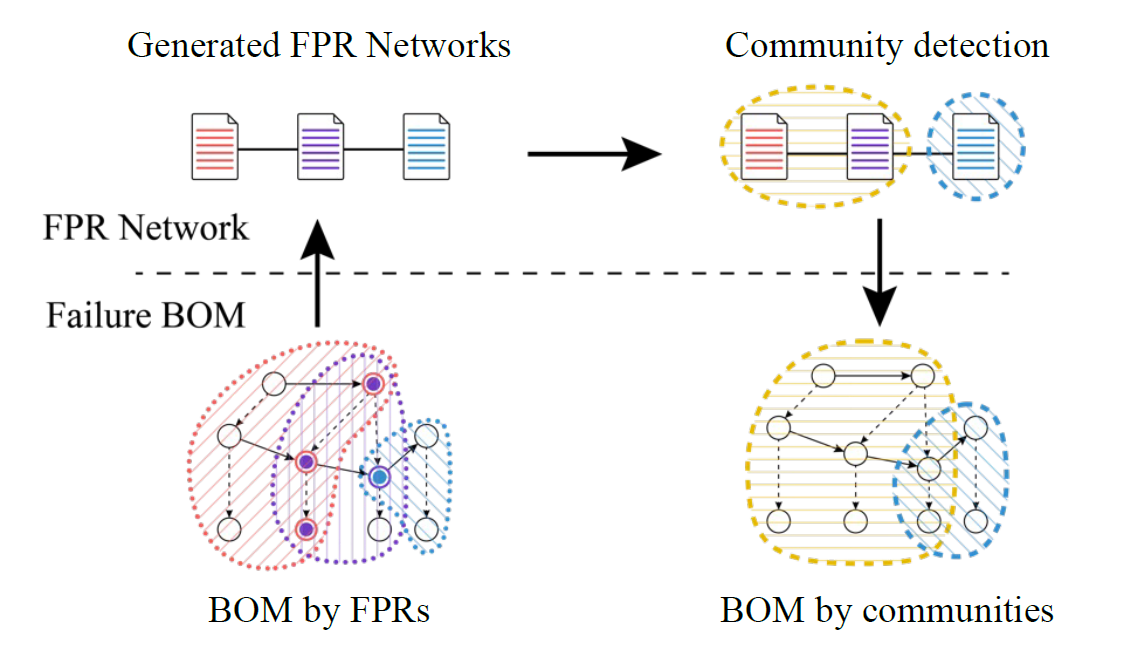 Generated FPR Networks
Community detection
FPR Network
Failure BOM
BOM by FPRs
BOM by communities